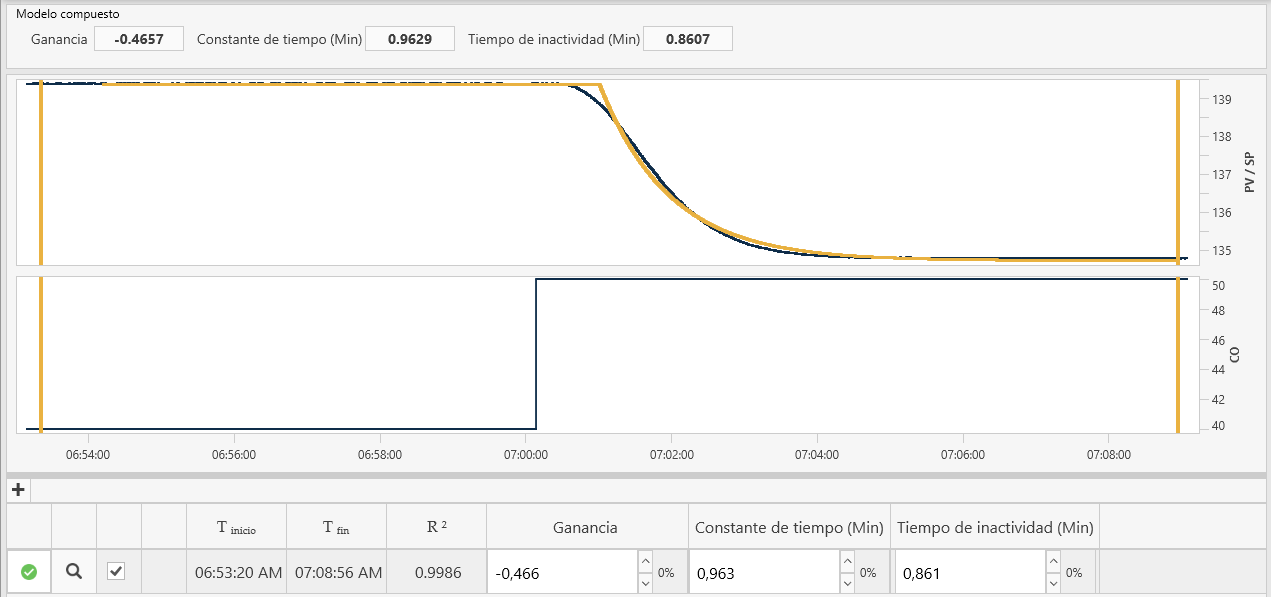 Modelo compuesto
Ganancia -0.4657 Constante de tiempo (Min) 0.9629 Tiempo de inactividad (Min) 0.8607
139
138
137
136
135
PV / SP
50
48
46
44
42
40
CO
06:54:00 06:56:00 06:58:00 07:00:00 07:02:00 07:04:00 07:06:00 07:08:00
T inicio T fin R 2 Ganancia Constante de tiempo (Min) Tiempo de inactividad (Min)
06:53:20 AM 07:08:56 AM 0.9986 -0,466 0% 0,963 0% 0,861 0%